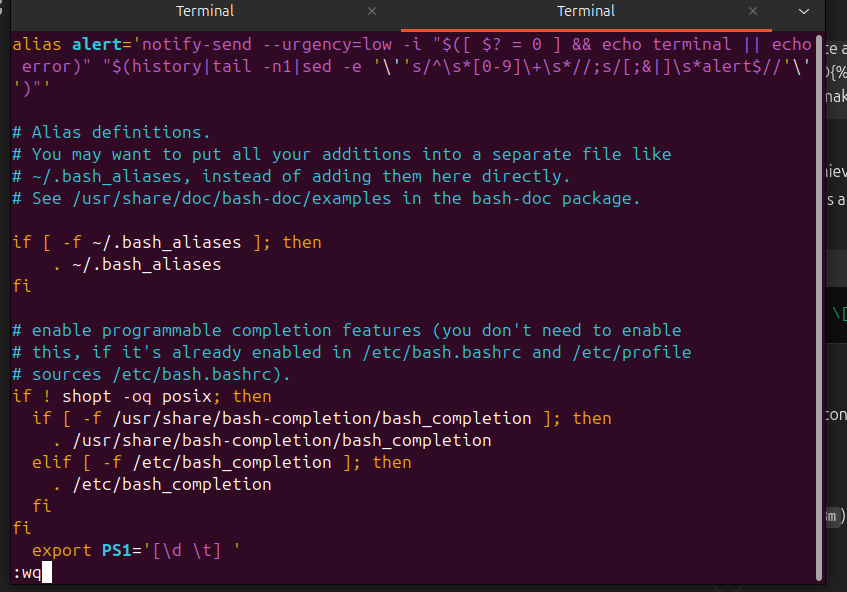 Terminal × Terminal ×
alias alert='notify-send --urgency=low -i "$([ $? = 0 ] && echo terminal || echo
error)" "$(history|tail -n1|sed -e '\''s/^\s*[0-9]\+\s*//;s/[;&|]\s*alert$//'\'
')"'
# Alias definitions.
# You may want to put all your additions into a separate file like
# ~/.bash_aliases, instead of adding them here directly.
# See /usr/share/doc/bash-doc/examples in the bash-doc package.
if [ -f ~/.bash_aliases ]; then
    . ~/.bash_aliases
fi
# enable programmable completion features (you don't need to enable
# this, if it's already enabled in /etc/bash.bashrc and /etc/profile
# sources /etc/bash.bashrc).
if ! shopt -oq posix; then
  if [ -f /usr/share/bash-completion/bash_completion ]; then
    . /usr/share/bash-completion/bash_completion
  elif [ -f /etc/bash_completion ]; then
    . /etc/bash_completion
  fi
fi
  export PS1='[\d \t] '
:wq